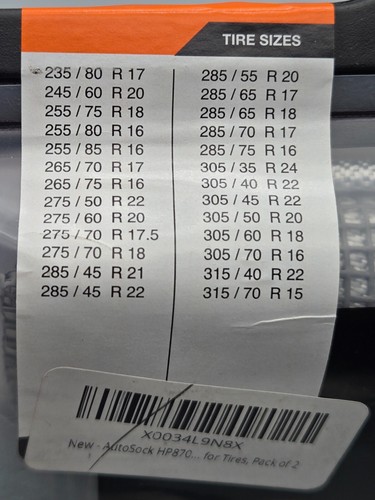 TIRE SIZES
235 / 80 R 17
245 / 60 R 20
255 / 75 R 18
255 / 80 R 16
255 / 85 R 16
265 / 70 R 17
265 / 75 R 16
275 / 50 R 22
275 / 60 R 20
275 / 70 R 17.5
275 / 70 R 18
285 / 45 R 21
285 / 45 R 22
285 / 55 R 20
285 / 65 R 17
285 / 65 R 18
285 / 70 R 17
285 / 75 R 16
305 / 35 R 24
305 / 40 R 22
305 / 45 R 22
305 / 50 R 20
305 / 60 R 18
305 / 70 R 16
315 / 40 R 22
315 / 70 R 15
X0034L9N8X
New - AutoSock HP870... for Tires, Pack of 2